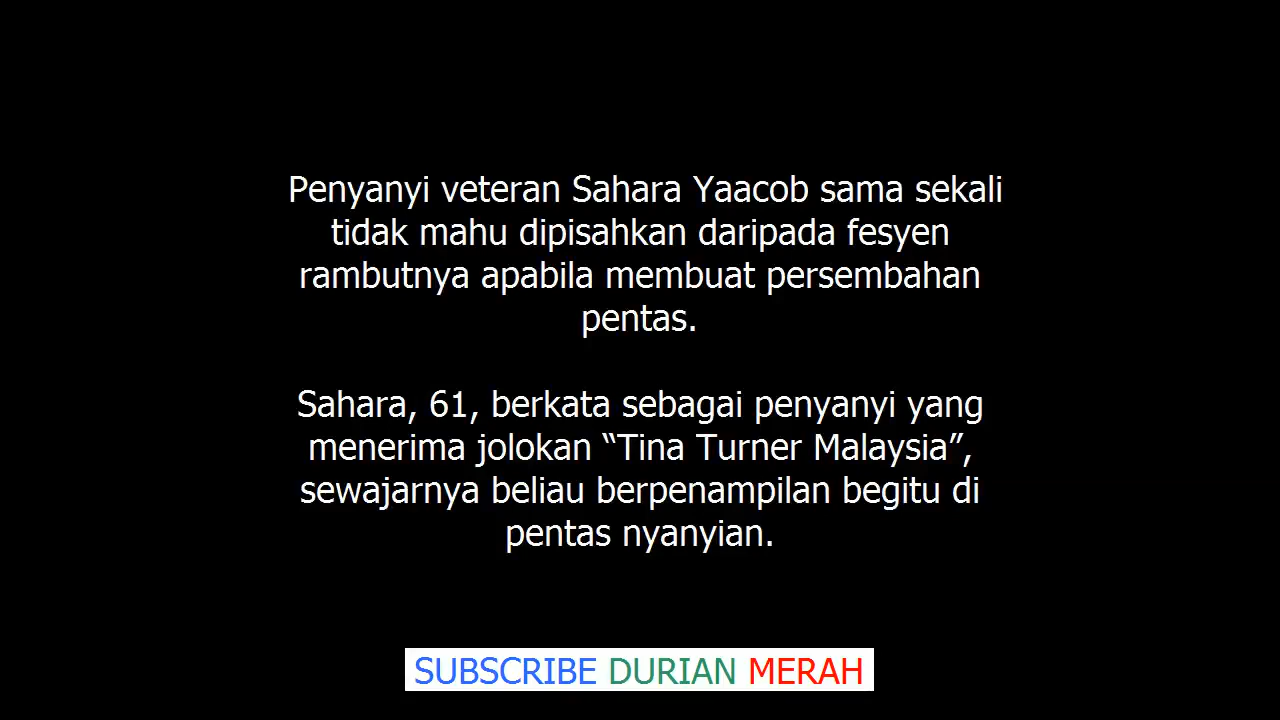 Penyanyi veteran Sahara Yaacob sama sekali
tidak mahu dipisahkan daripada fesyen
rambutnya apabila membuat persembahan
pentas.
Sahara, 61, berkata sebagai penyanyi yang
menerima jolokan “Tina Turner Malaysia”,
sewajarnya beliau berpenampilan begitu di
pentas nyanyian.
SUBSCRIBE DURIAN MERAH